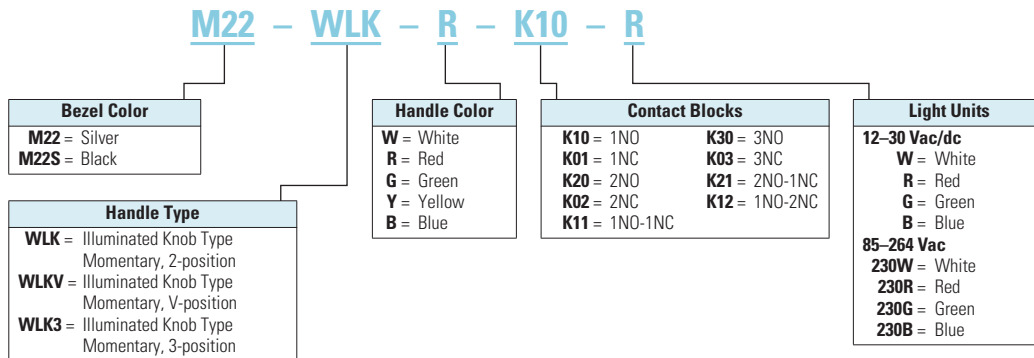 M22 – WLK – R – K10 – R
Bezel Color
M22 = Silver
M22S = Black
Handle Type
WLK = Illuminated Knob Type
Momentary, 2-position
WLKV = Illuminated Knob Type
Momentary, V-position
WLK3 = Illuminated Knob Type
Momentary, 3-position
Handle Color
W = White
R = Red
G = Green
Y = Yellow
B = Blue
Contact Blocks
K10 = 1NO
K01 = 1NC
K20 = 2NO
K02 = 2NC
K11 = 1NO-1NC
K30 = 3NO
K03 = 3NC
K21 = 2NO-1NC
K12 = 1NO-2NC
Light Units
12–30 Vac/dc
W = White
R = Red
G = Green
B = Blue
85–264 Vac
230W = White
230R = Red
230G = Green
230B = Blue